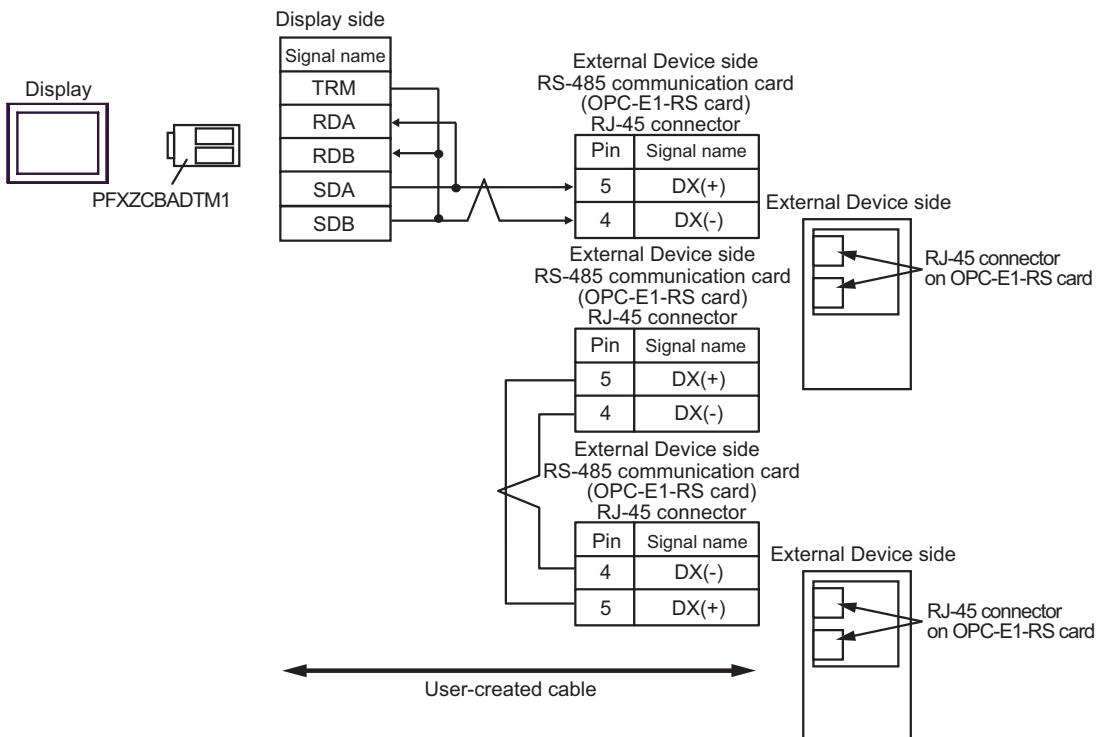 Display side
Signal name
TRM
RDA
RDB
SDA
SDB
Display
PFXZCBADTM1
External Device side
RS-485 communication card
(OPC-E1-RS card)
RJ-45 connector
Pin Signal name
5 DX(+)
4 DX(-)
External Device side
RJ-45 connector
on OPC-E1-RS card
External Device side
RS-485 communication card
(OPC-E1-RS card)
RJ-45 connector
Pin Signal name
5 DX(+)
4 DX(-)
External Device side
RS-485 communication card
(OPC-E1-RS card)
RJ-45 connector
Pin Signal name
4 DX(-)
5 DX(+)
External Device side
RJ-45 connector
on OPC-E1-RS card
User-created cable